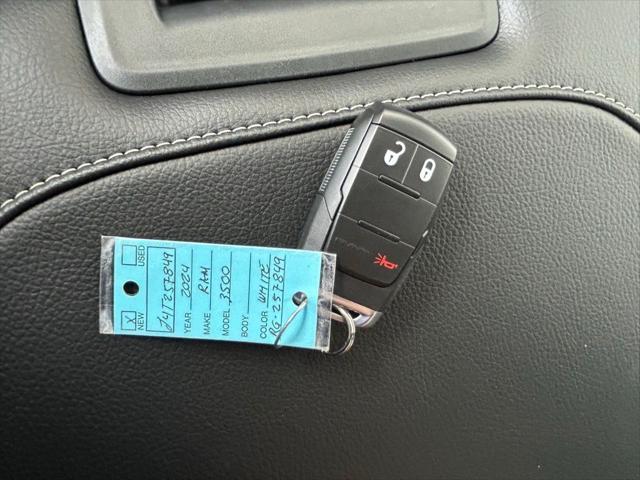 USED
X NEW
J4T257849
YEAR 2024
MAKE RAM
MODEL 3500
BODY
COLOR WHITE
RG-257849